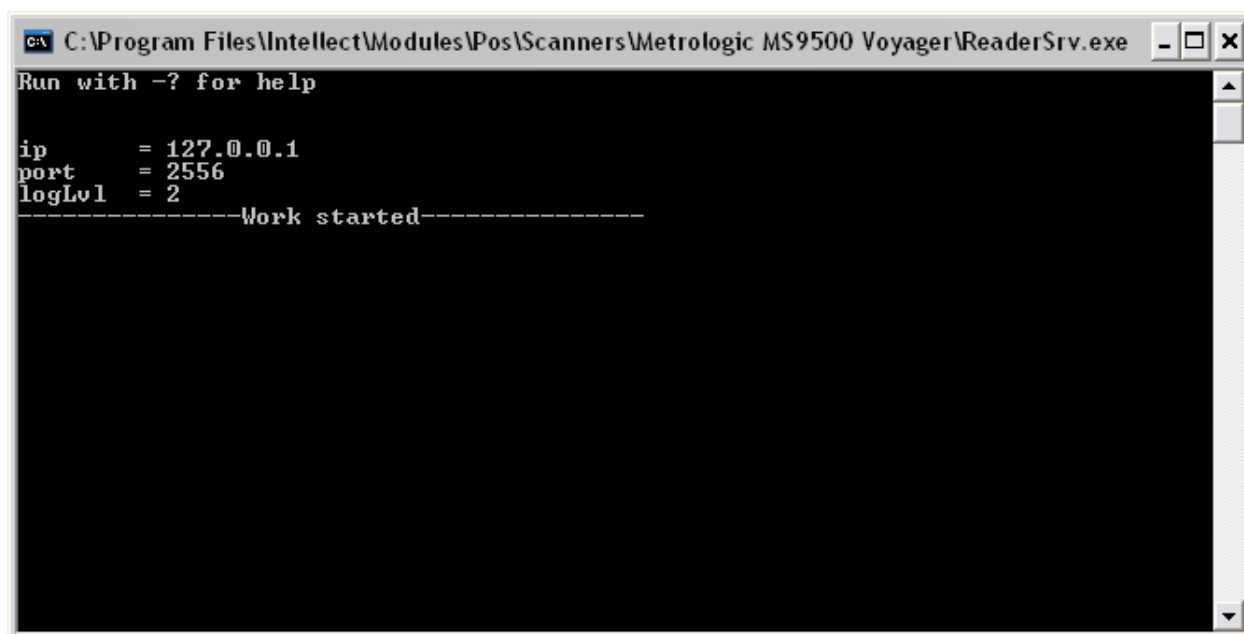 C:\Program Files\Intellect\Modules\Pos\Scanners\Metrologic MS9500 Voyager\ReaderSrv.exe
Run with -? for help
ip = 127.0.0.1
port = 2556
logLvl = 2
---------------Work started---------------